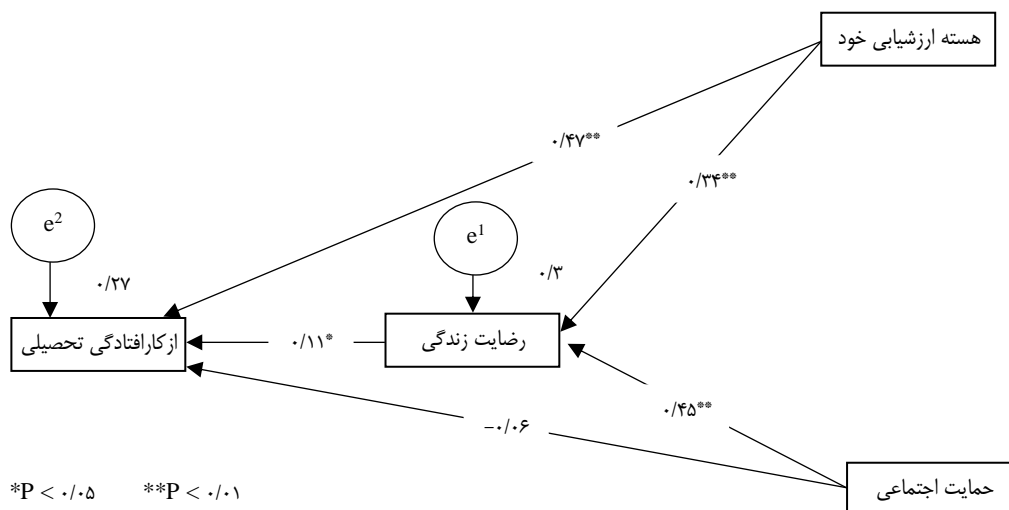 هسته ارزشیابی خود
۰/۴۷**
۰/۳۴**
e2
e1
۰/۲۷
۰/۳
ازکارافتادگی تحصیلی
۰/۱۱*
رضایت زندگی
۰/۴۵**
−۰/۰۶
حمایت اجتماعی
*P < ۰/۰۵ **P < ۰/۰۱